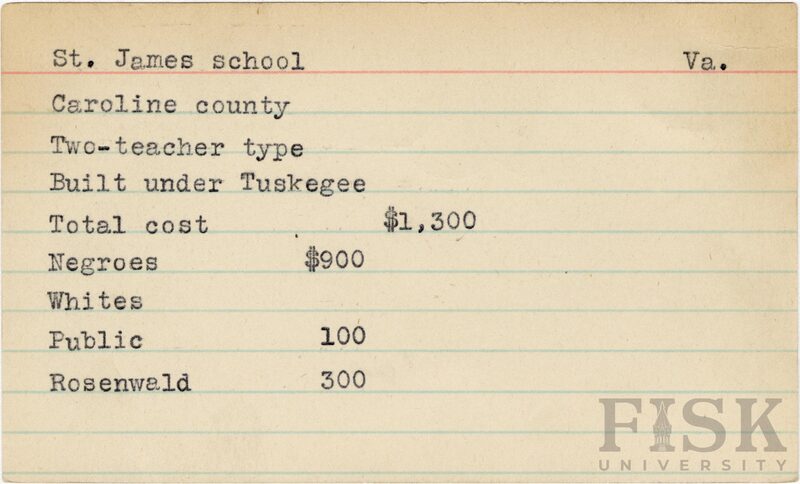 St. James school Va.
Caroline county
Two-teacher type
Built under Tuskegee
Total cost $1,300
Negroes $900
Whites
Public 100
Rosenwald 300
FISK
UNIVERSITY